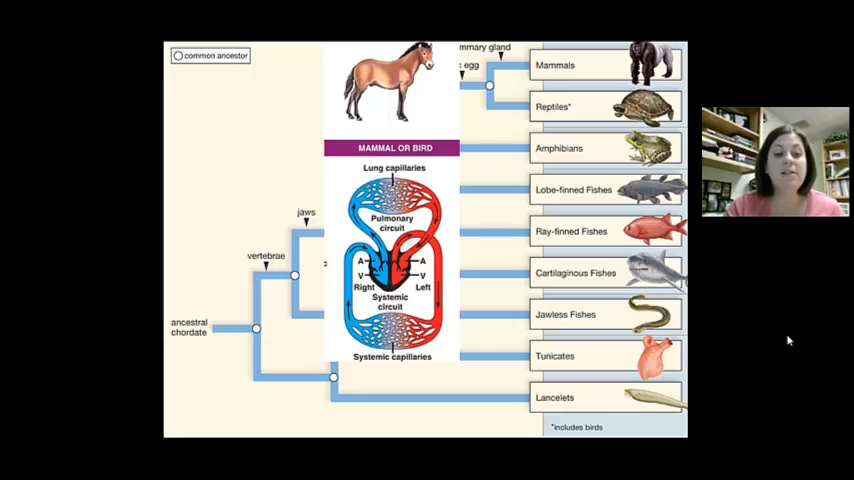 common ancestor
mmary gland
egg
Mammals
Reptiles*
MAMMAL OR BIRD
Amphibians
Lung capillaries
Lobe-finned Fishes
jaws
Pulmonary
circuit
Ray-finned Fishes
vertebrae
A
A
V
V
Right
Left
Cartilaginous Fishes
Systemic
circuit
Jawless Fishes
ancestral
chordate
Systemic capillaries
Tunicates
Lancelets
*includes birds